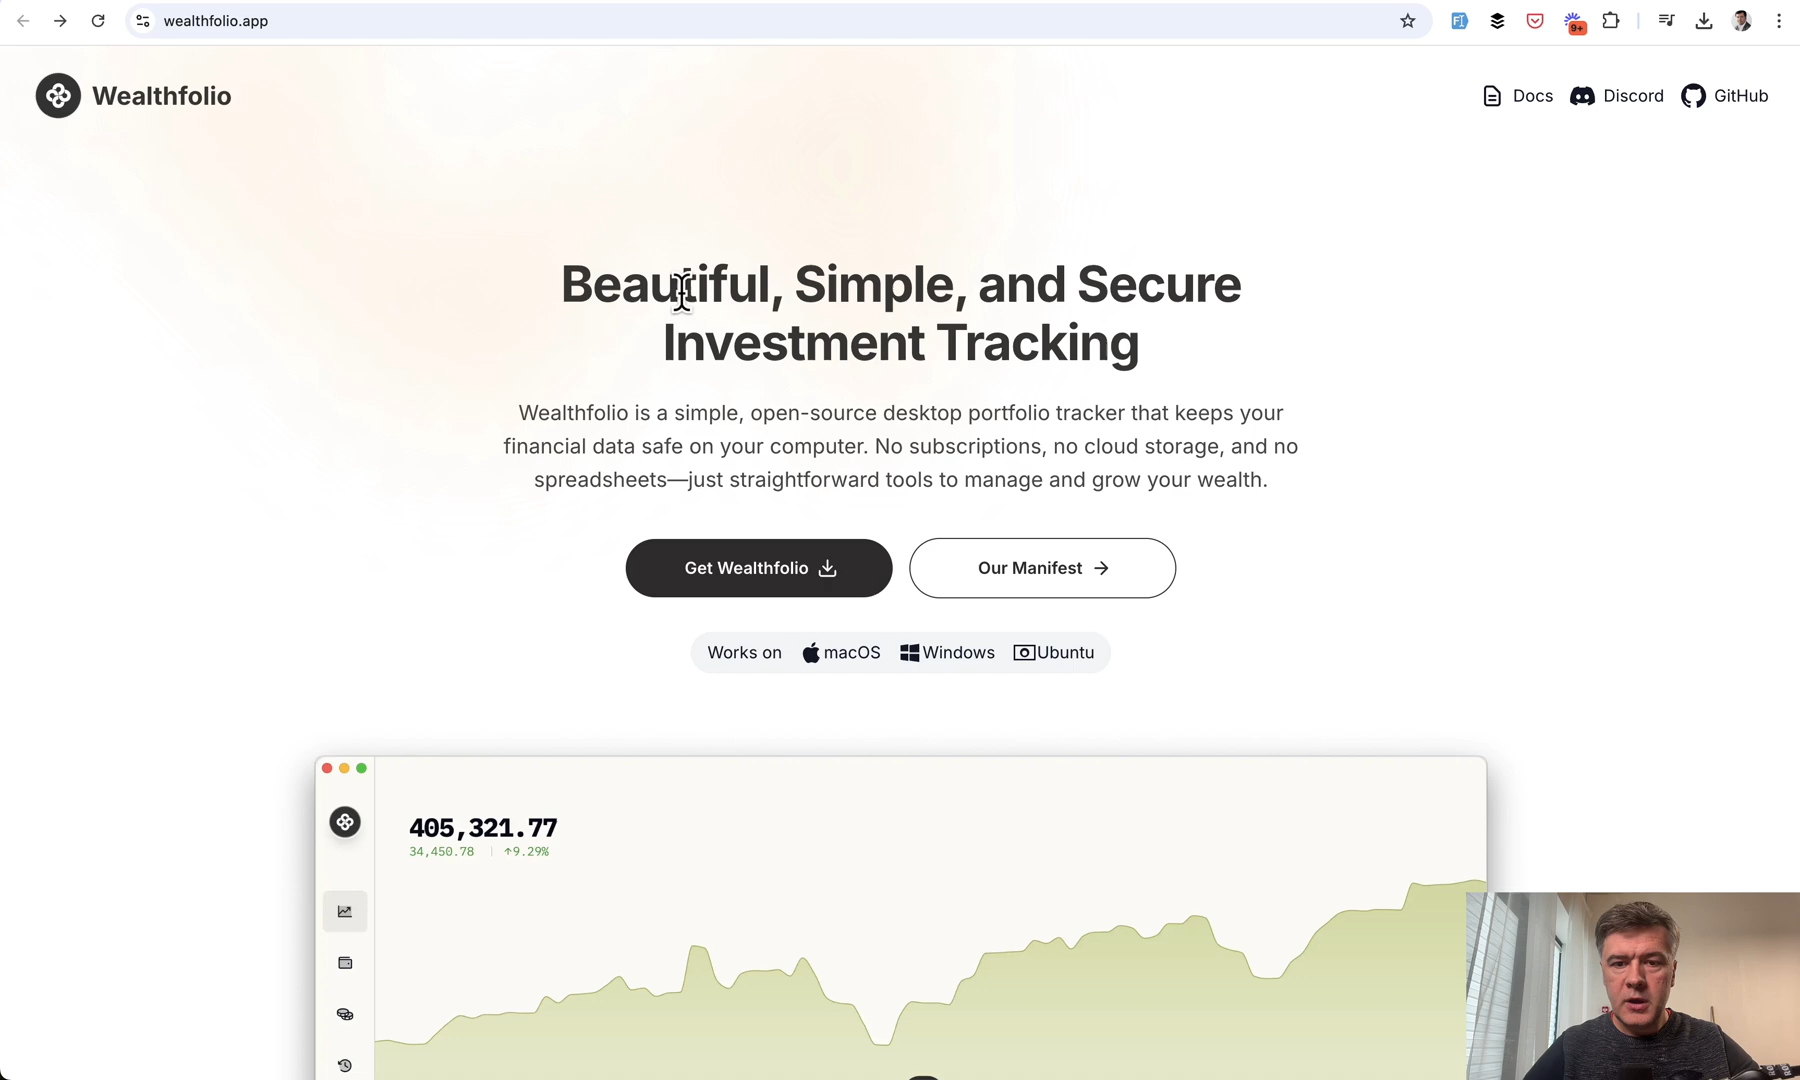 wealthfolio.app
9+
Wealthfolio
Docs
Discord
GitHub
Beautiful, Simple, and Secure
Investment Tracking
Wealthfolio is a simple, open-source desktop portfolio tracker that keeps your
financial data safe on your computer. No subscriptions, no cloud storage, and no
spreadsheets—just straightforward tools to manage and grow your wealth.
Get Wealthfolio
Our Manifest →
Works on macOS Windows Ubuntu
405,321.77
34,450.78 | ↑9.29%